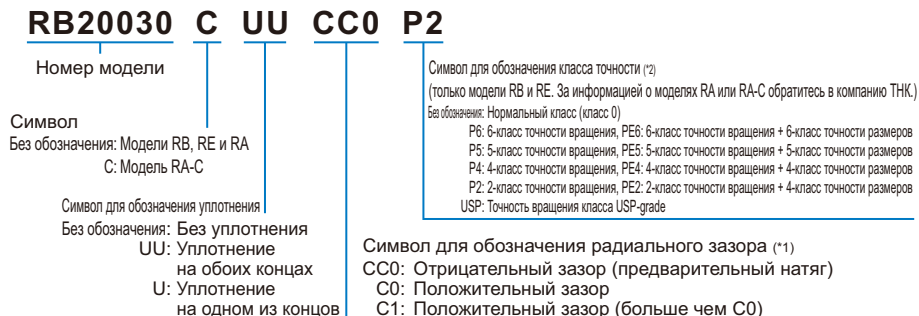 RB20030 C UU CC0 P2
Номер модели
Символ
Без обозначения: Модели RB, RE и RA
C: Модель RA-C
Символ для обозначения уплотнения
Без обозначения: Без уплотнения
UU: Уплотнение
на обоих концах
U: Уплотнение
на одном из концов
Символ для обозначения класса точности (*2)
(только модели RB и RE. За информацией о моделях RA или RA-C обратитесь в компанию ТНК.)
Без обозначения: Нормальный класс (класс 0)
P6: 6-класс точности вращения, PE6: 6-класс точности вращения + 6-класс точности размеров
P5: 5-класс точности вращения, PE5: 5-класс точности вращения + 5-класс точности размеров
P4: 4-класс точности вращения, PE4: 4-класс точности вращения + 4-класс точности размеров
P2: 2-класс точности вращения, PE2: 2-класс точности вращения + 4-класс точности размеров
USP: Точность вращения класса USP-grade
Символ для обозначения радиального зазора (*1)
CC0: Отрицательный зазор (предварительный натяг)
C0: Положительный зазор
C1: Положительный зазор (больше чем C0)